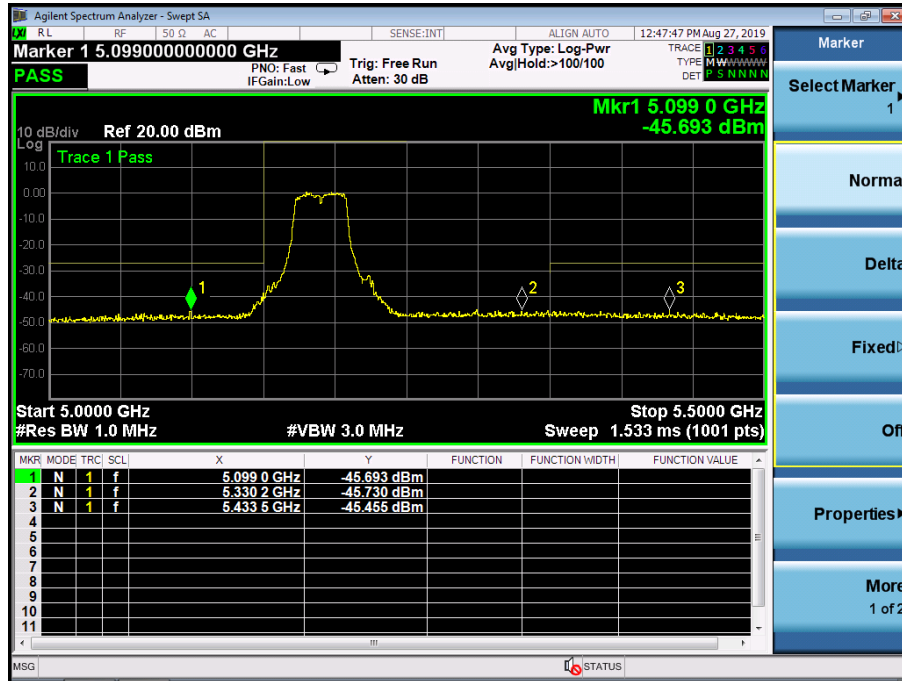 Agilent Spectrum Analyzer - Swept SA
LXI RL RF 50 Ω AC SENSE:INT ALIGN AUTO 12:47:47 PM Aug 27, 2019
Marker 1 5.099000000000 GHz
PASS
PNO: Fast
IFGain:Low
Trig: Free Run
Atten: 30 dB
Avg Type: Log-Pwr
Avg|Hold:>100/100
TRACE 1 2 3 4 5 6
TYPE M W W W W W
DET P S N N N N
Mkr1 5.099 0 GHz
-45.693 dBm
10 dB/div Ref 20.00 dBm
Log
Trace 1 Pass
10.0
0.00
-10.0
-20.0
-30.0
-40.0
-50.0
-60.0
-70.0
1
2
3
Start 5.0000 GHz Stop 5.5000 GHz
#Res BW 1.0 MHz #VBW 3.0 MHz Sweep 1.533 ms (1001 pts)
MKR MODE TRC SCL X Y FUNCTION FUNCTION WIDTH FUNCTION VALUE
1 N 1 f 5.099 0 GHz -45.693 dBm
2 N 1 f 5.330 2 GHz -45.730 dBm
3 N 1 f 5.433 5 GHz -45.455 dBm
4
5
6
7
8
9
10
11
MSG STATUS
Marker
Select Marker
1
Norma
Delta
Fixed
Off
Properties
More
1 of 2